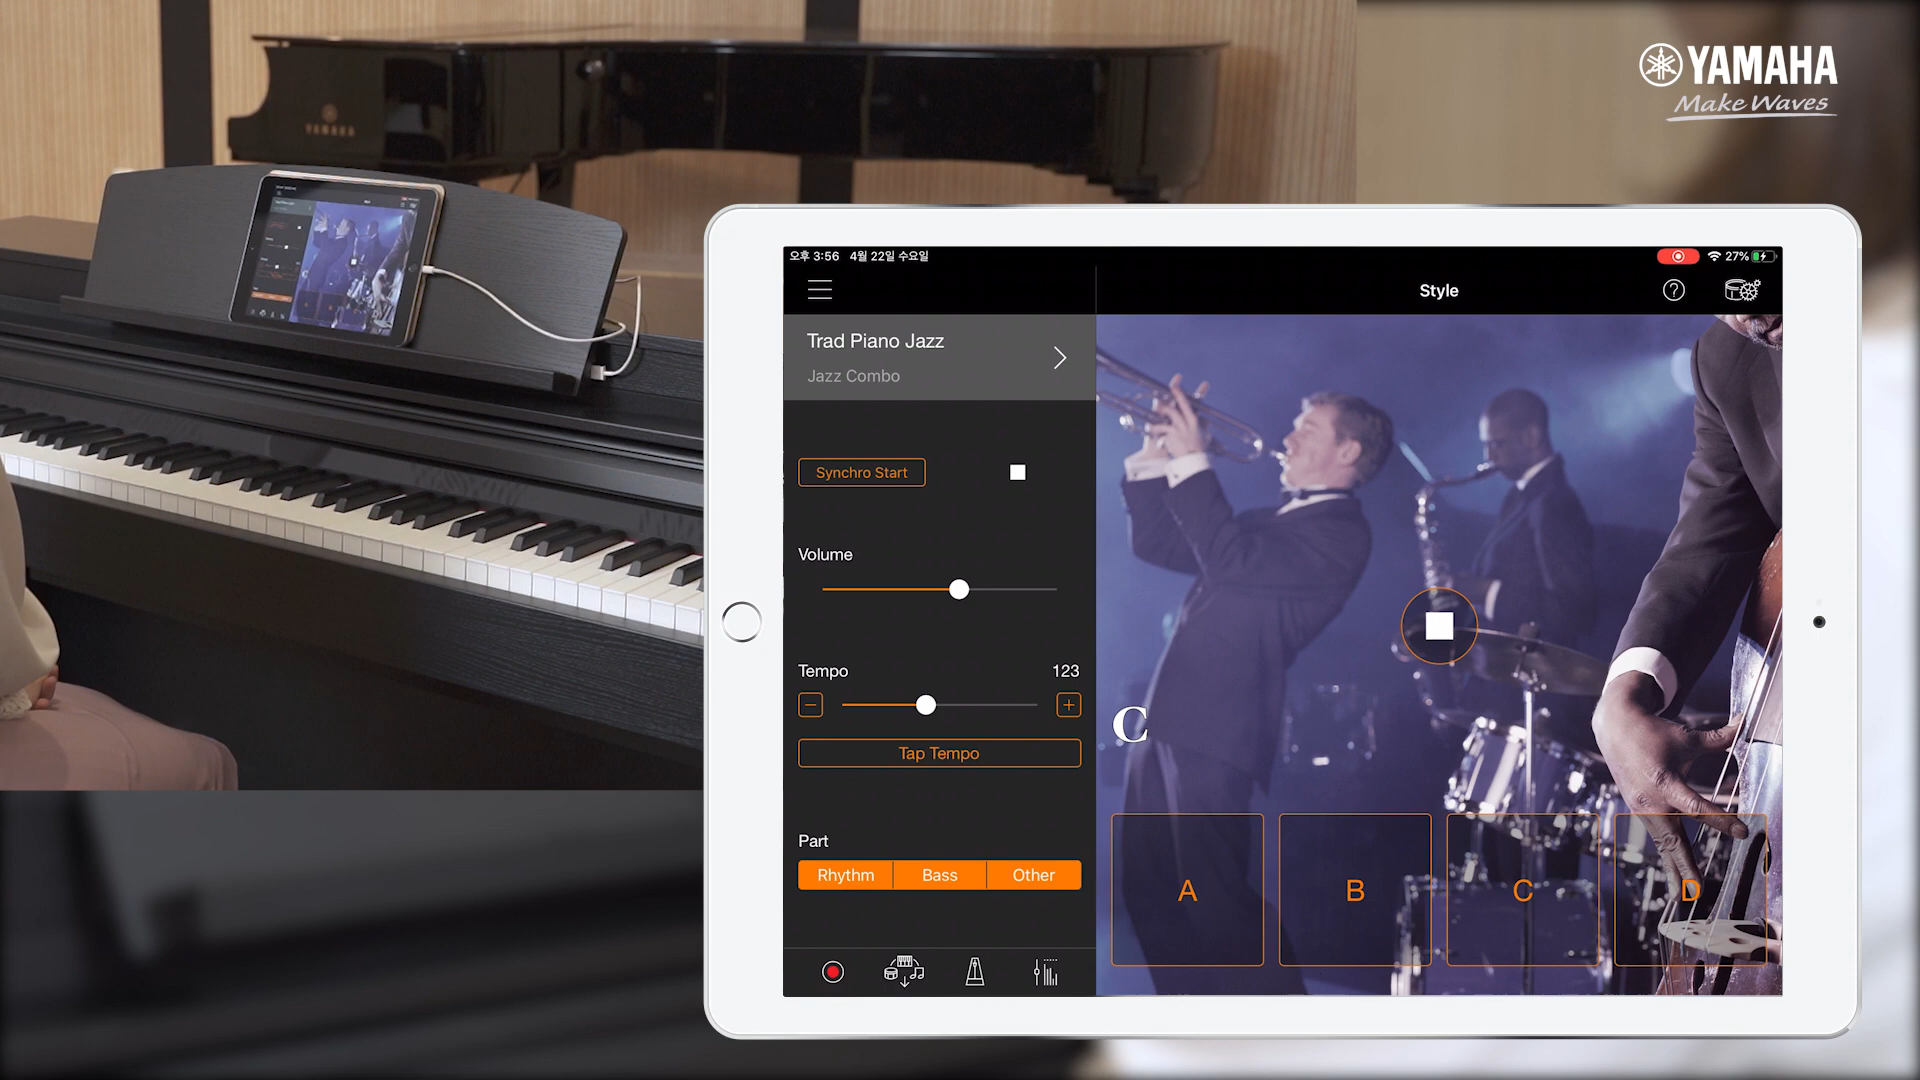 YAMAHA
Make Waves
YAMAHA
오후 3:56 4월 22일 수요일
27%
Style
Trad Piano Jazz
Jazz Combo
Synchro Start
Volume
Tempo 123
Tap Tempo
C
Part
Rhythm Bass Other
A B C D